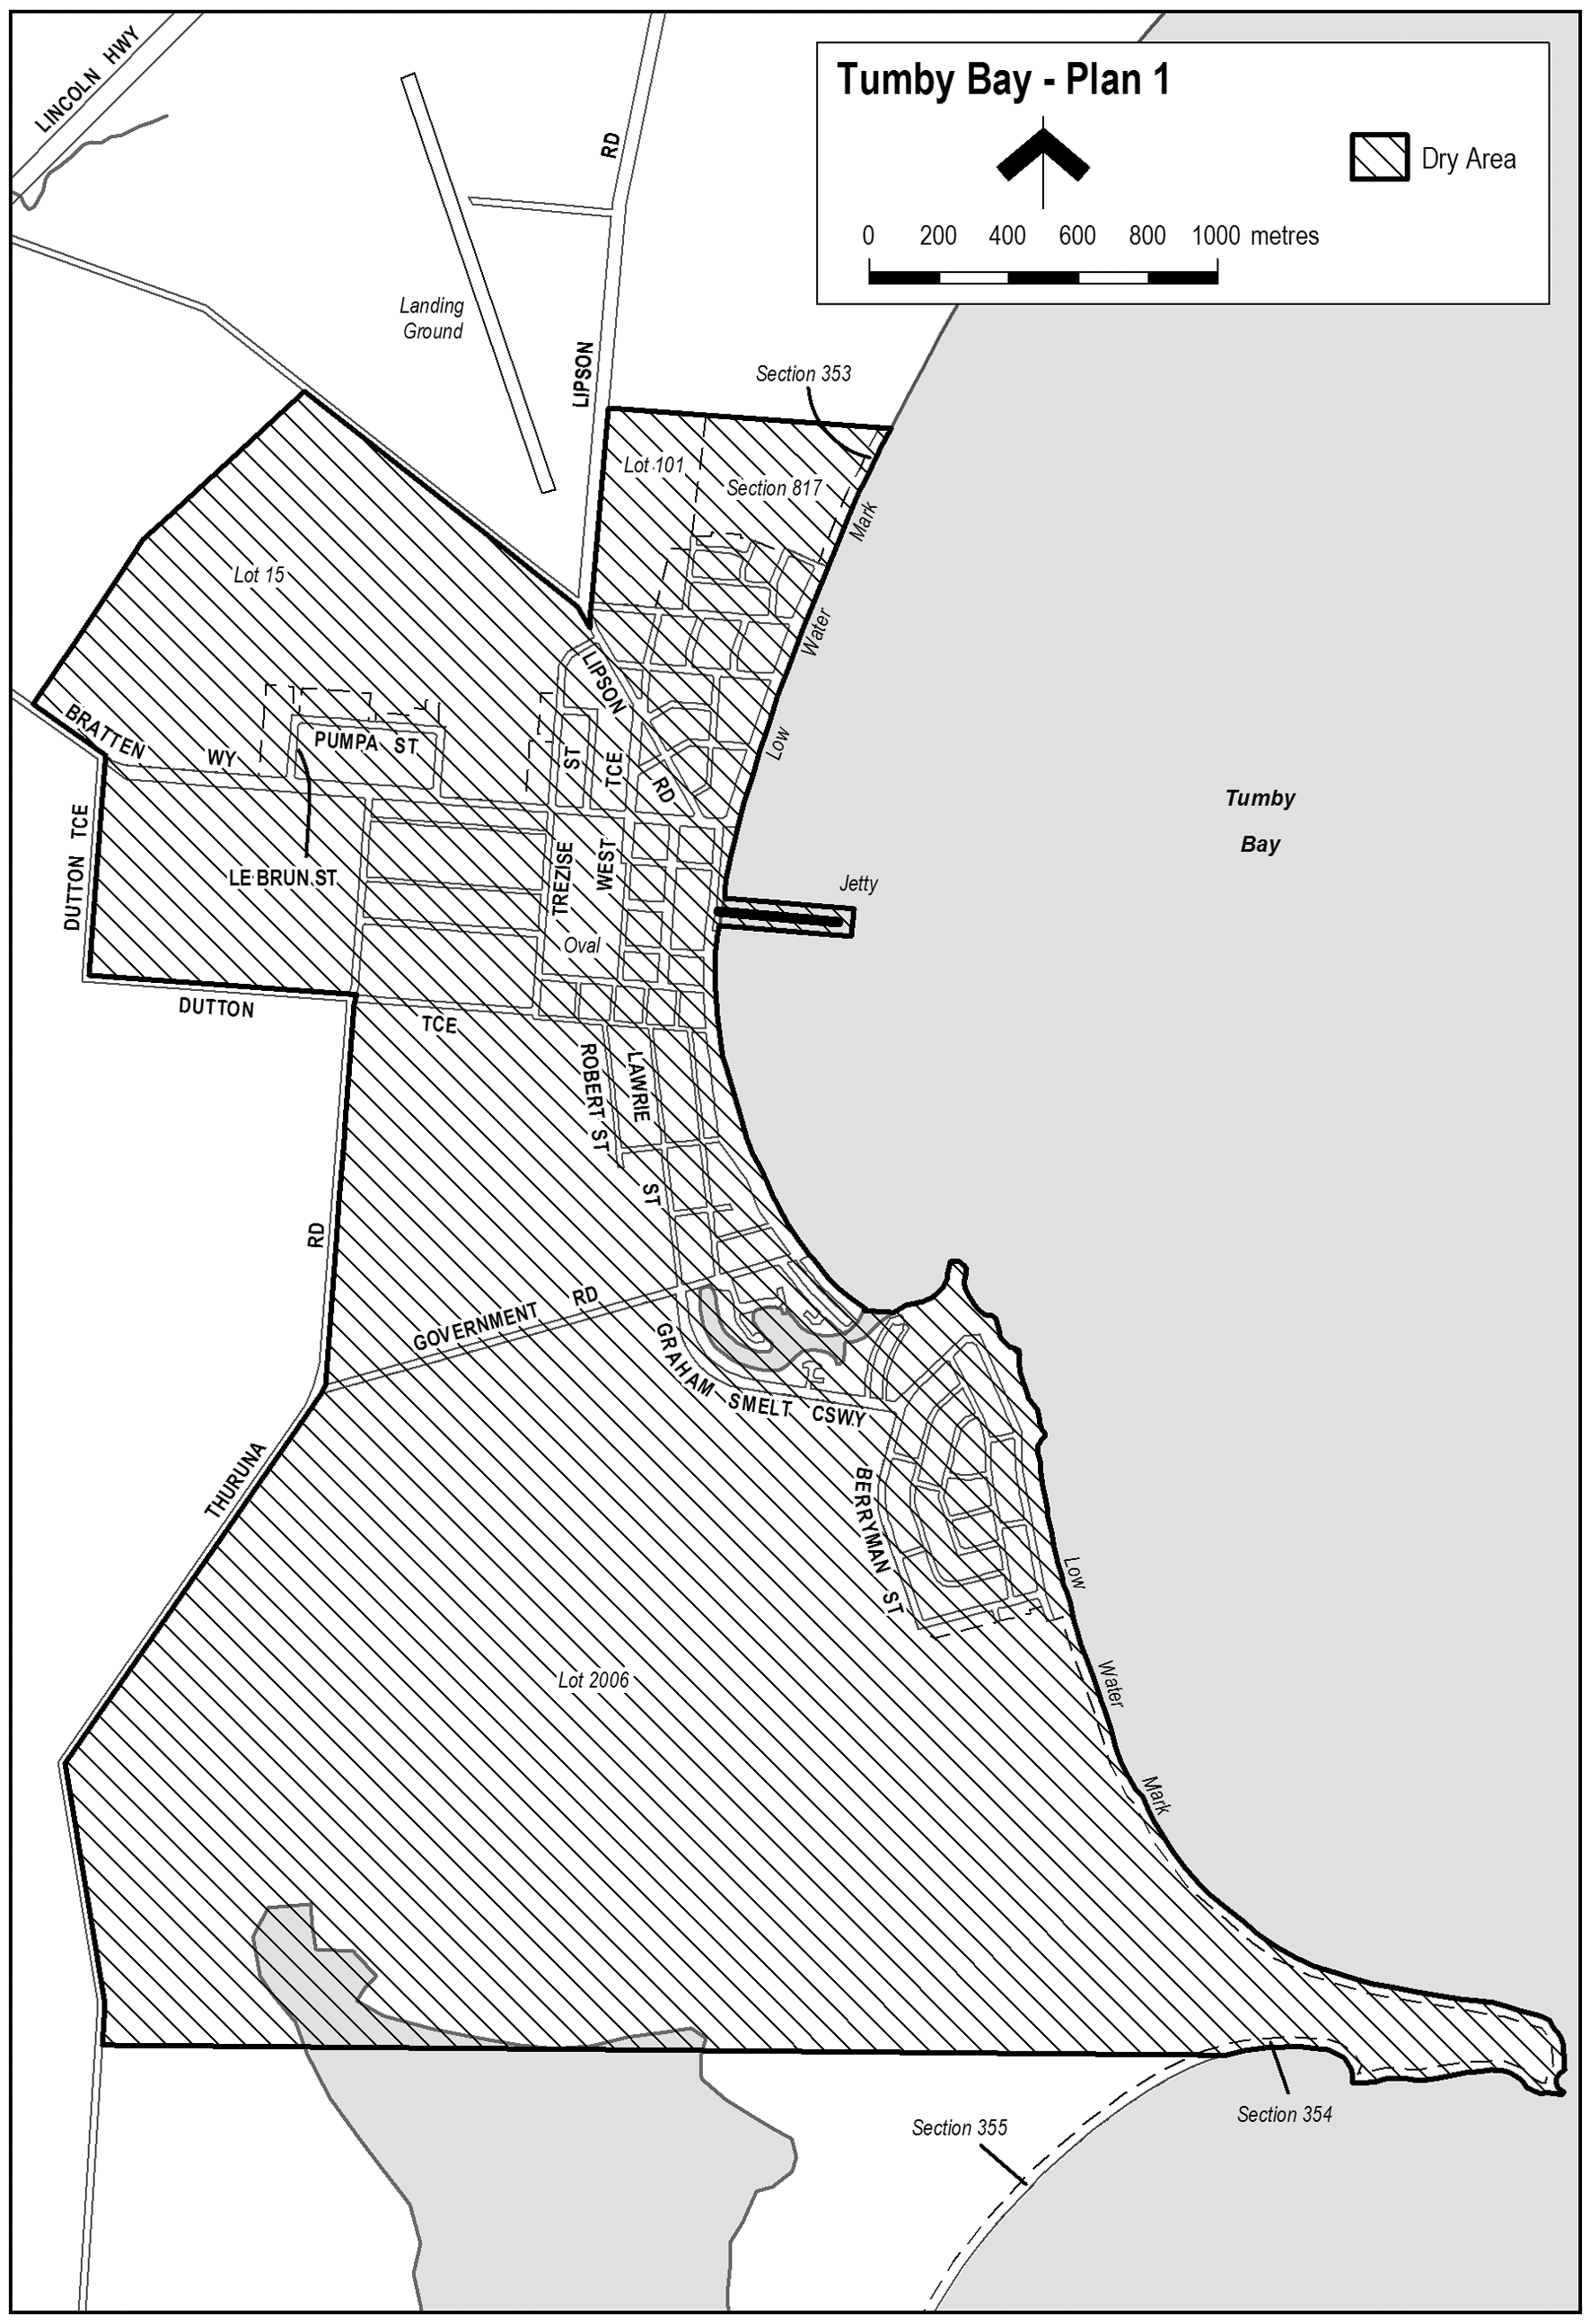 LINCOLN HWY
Tumby Bay - Plan 1
Dry Area
0 200 400 600 800 1000 metres
RD
Landing
Ground
LIPSON
Section 353
Lot 101
Section 817
Mark
Water
Low
Lot 15
LIPSON
RD
BRATTEN
WY
PUMPA ST
ST
TCE
LE BRUN ST
DUTTON TCE
TREZISE
WEST
Tumby
Bay
Jetty
Oval
DUTTON
TCE
ROBERT ST
LAWRIE
ST
RD
GOVERNMENT RD
GRAHAM SMELT CSWY
THURUNA
BERRYMAN ST
Low
Water
Mark
Lot 2006
Section 354
Section 355